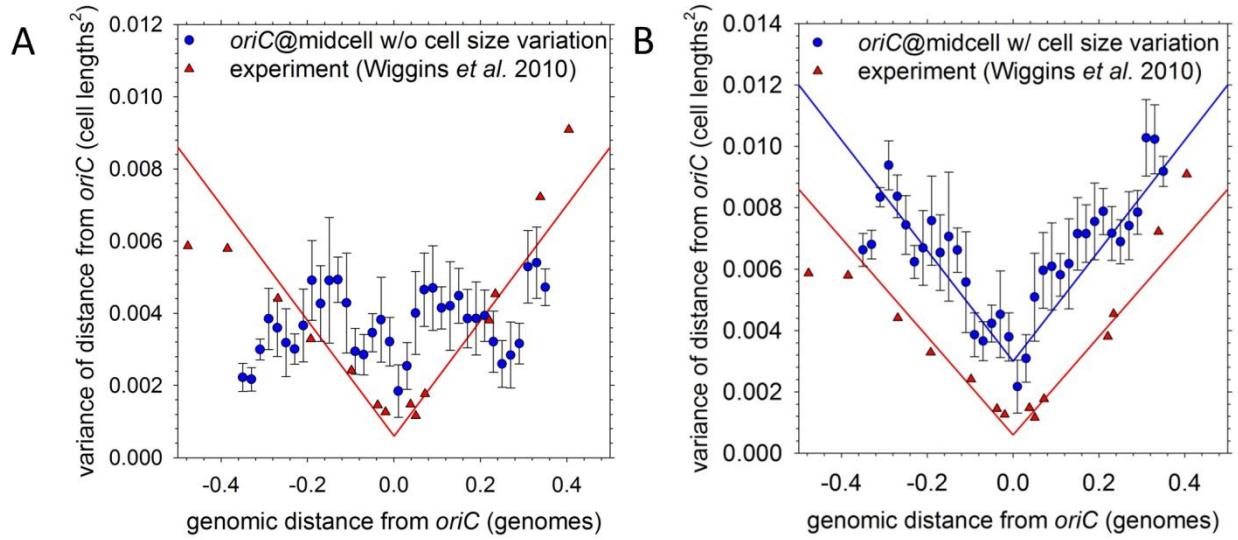 A
oriC@midcell w/o cell size variation
experiment (Wiggins et al. 2010)
variance of distance from oriC (cell lengths²)
0.012
0.010
0.008
0.006
0.004
0.002
0.000
-0.4 -0.2 0.0 0.2 0.4
genomic distance from oriC (genomes)
B
oriC@midcell w/ cell size variation
experiment (Wiggins et al. 2010)
variance of distance from oriC (cell lengths²)
0.014
0.012
0.010
0.008
0.006
0.004
0.002
0.000
-0.4 -0.2 0.0 0.2 0.4
genomic distance from oriC (genomes)